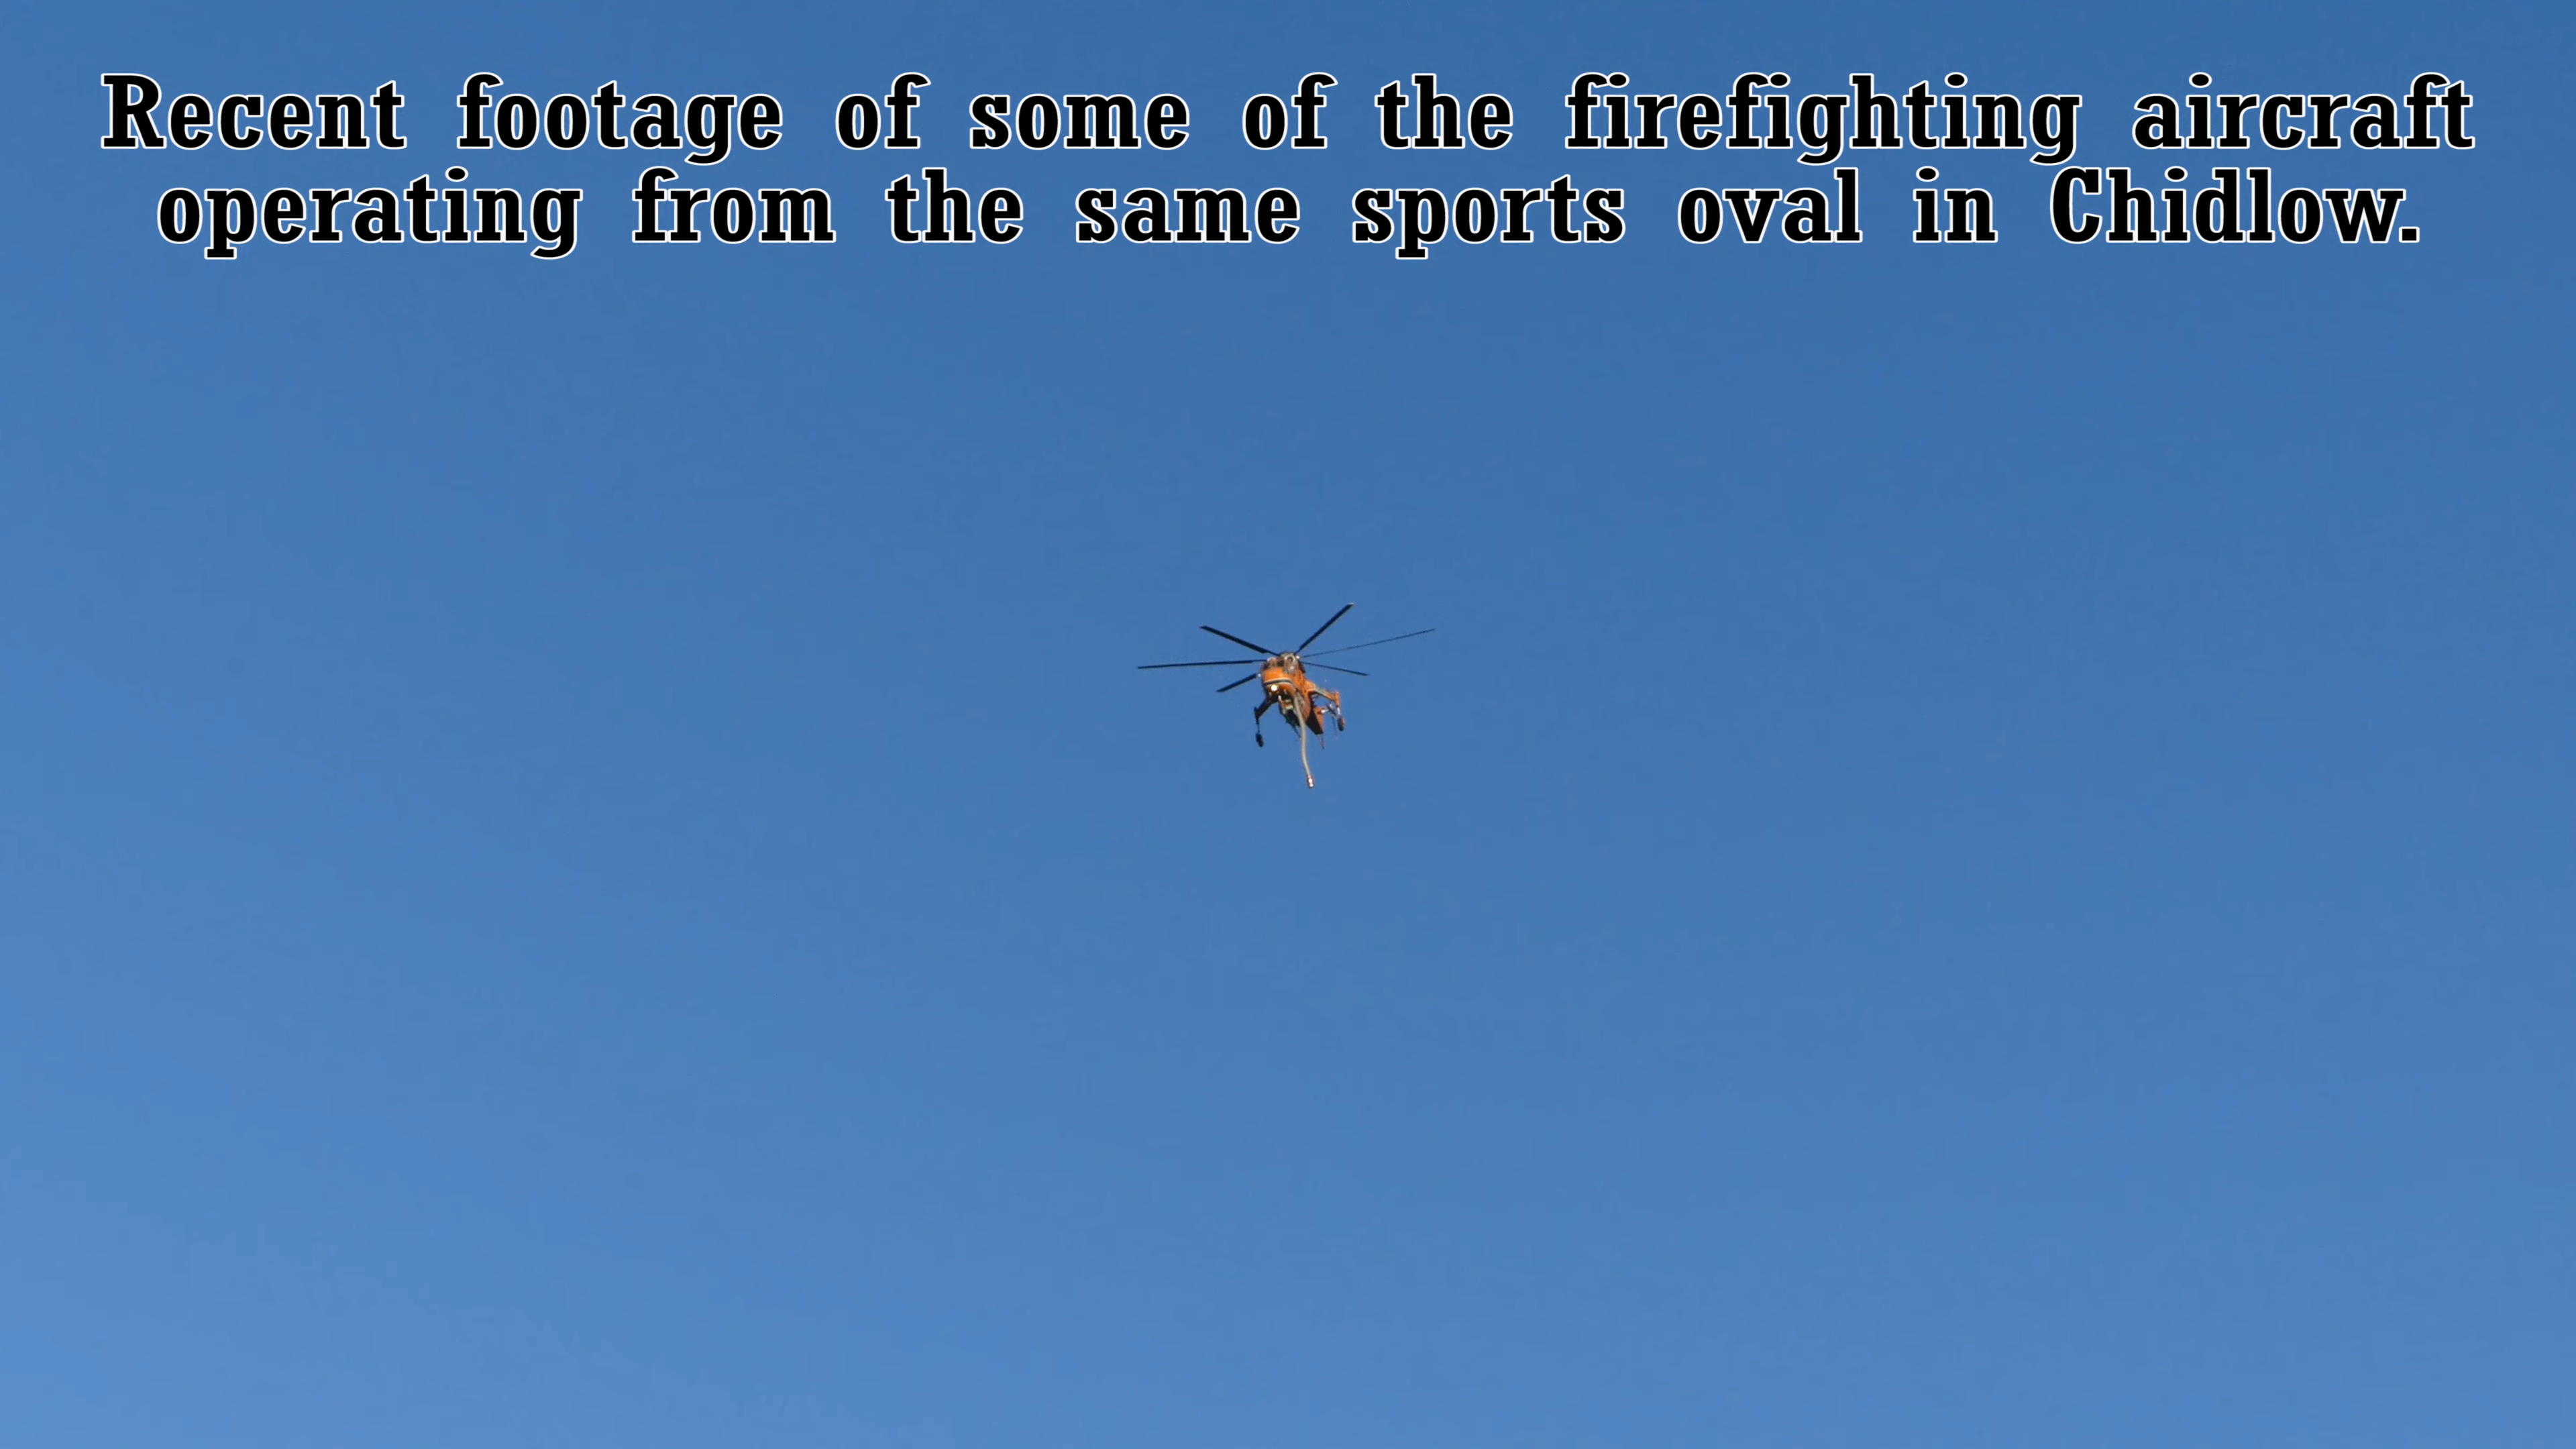 Recent footage of some of the firefighting aircraft
operating from the same sports oval in Chidlow.